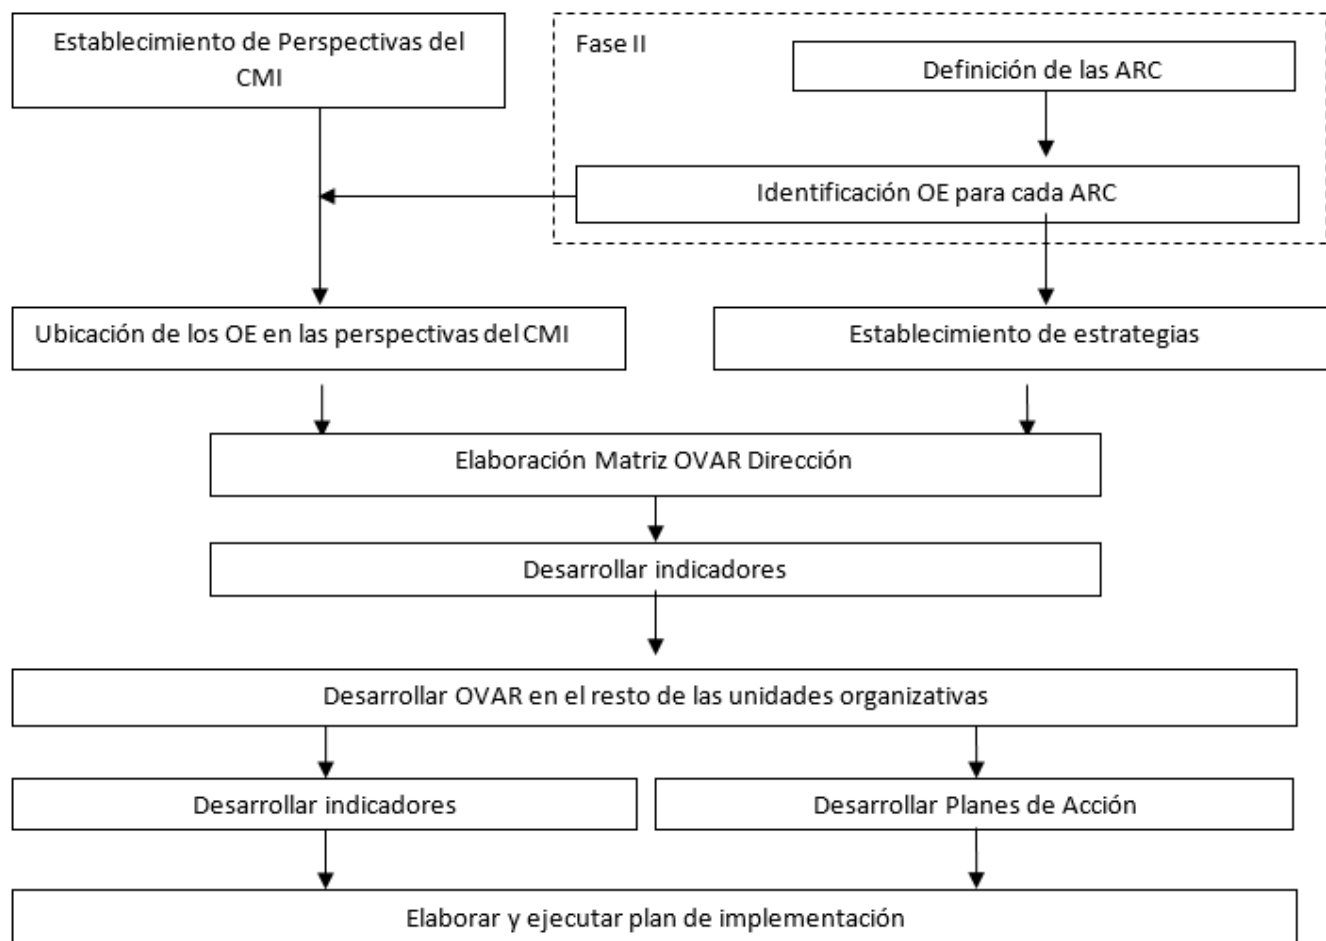 Establecimiento de Perspectivas del
CMI
Fase II
Definición de las ARC
Identificación OE para cada ARC
Ubicación de los OE en las perspectivas del CMI
Establecimiento de estrategias
Elaboración Matriz OVAR Dirección
Desarrollar indicadores
Desarrollar OVAR en el resto de las unidades organizativas
Desarrollar indicadores
Desarrollar Planes de Acción
Elaborar y ejecutar plan de implementación